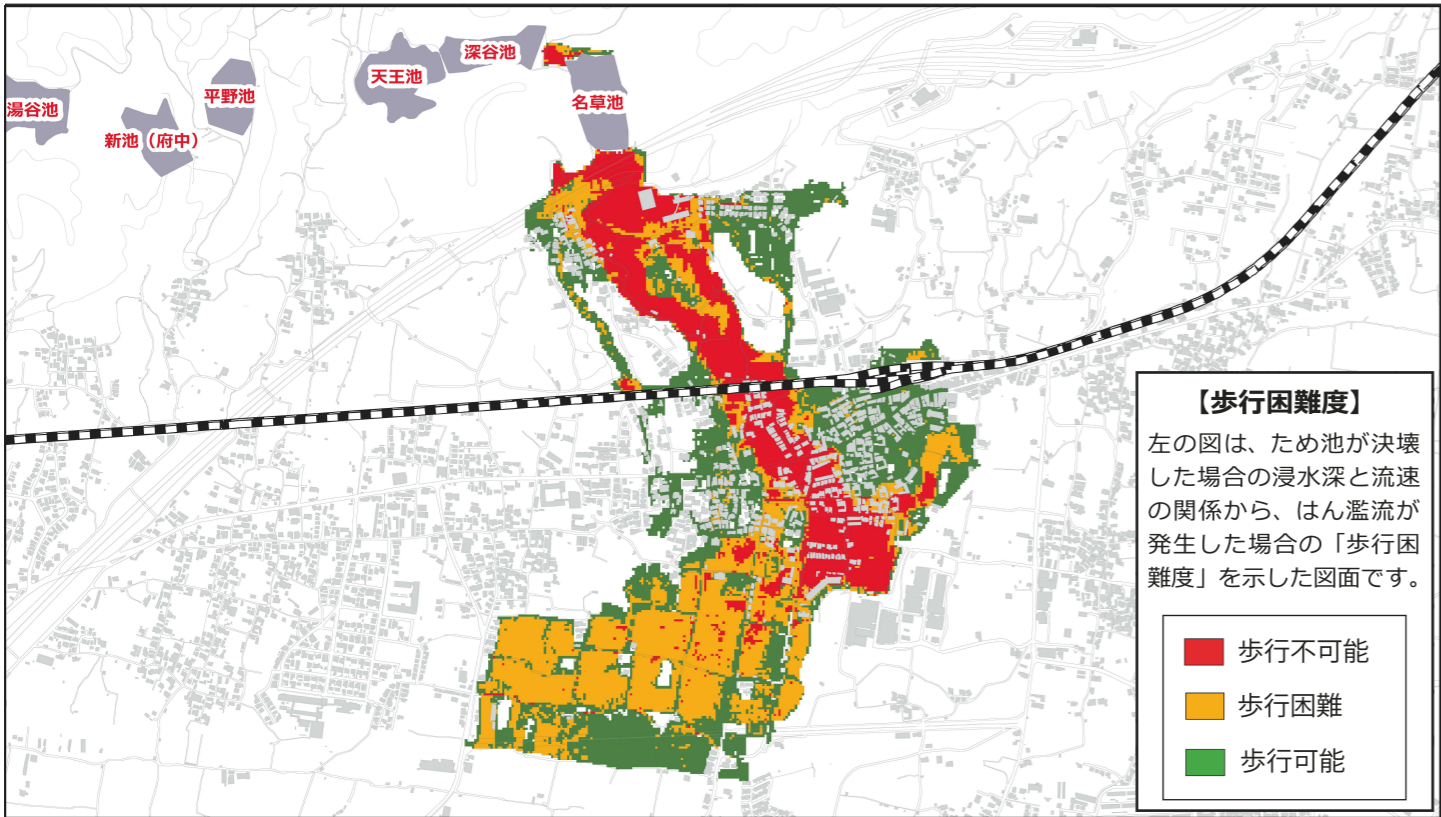 深谷池
天王池
名草池
平野池
湯谷池
新池（府中）
【歩行困難度】
左の図は、ため池が決壊
した場合の浸水深と流速
の関係から、はん濫流が
発生した場合の「歩行困
難度」を示した図面です。
歩行不可能
歩行困難
歩行可能